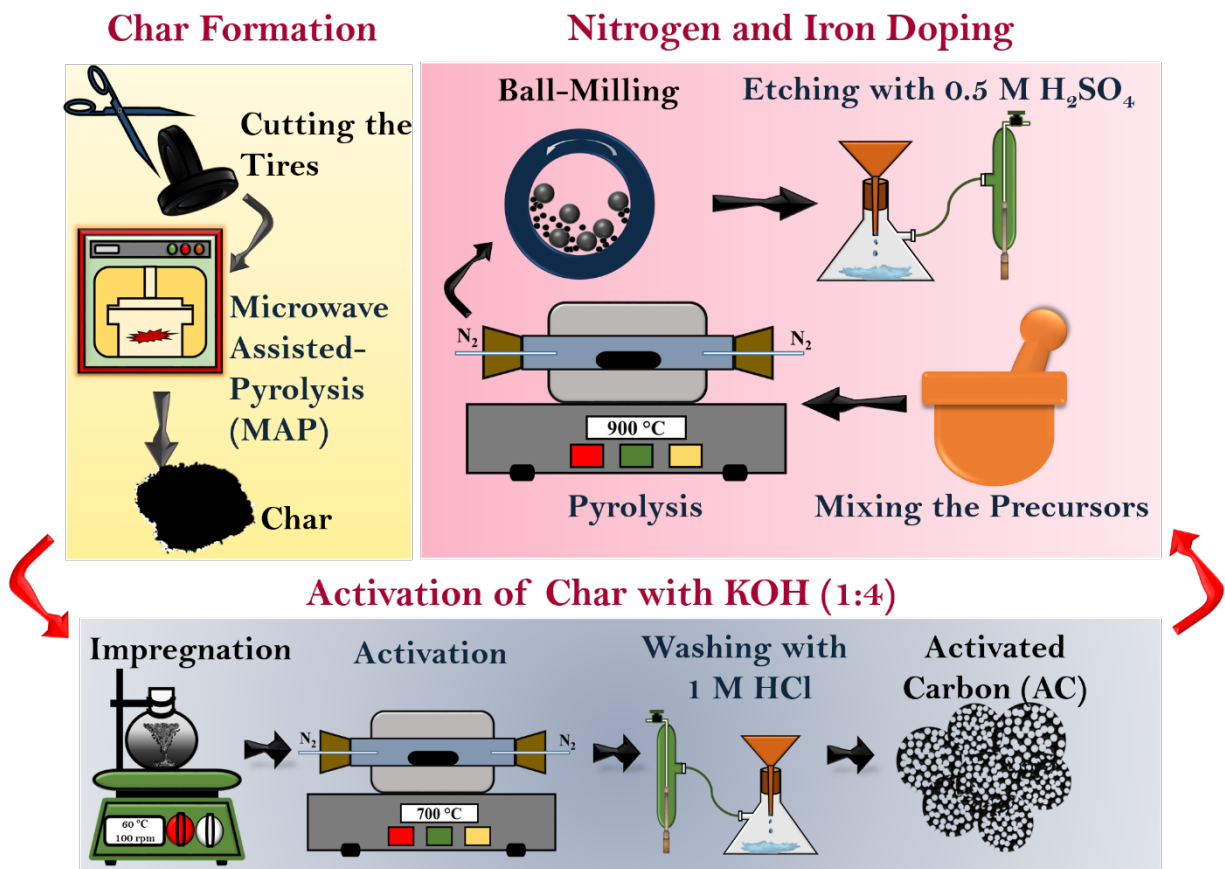 Char Formation
Cutting the
Tires
Microwave
Assisted-
Pyrolysis
(MAP)
Char
Nitrogen and Iron Doping
Ball-Milling
Etching with 0.5 M H₂SO₄
N₂
N₂
900 °C
Pyrolysis
Mixing the Precursors
Activation of Char with KOH (1:4)
Impregnation
60 °C
100 rpm
Activation
N₂
N₂
700 °C
Washing with
1 M HCl
Activated
Carbon (AC)